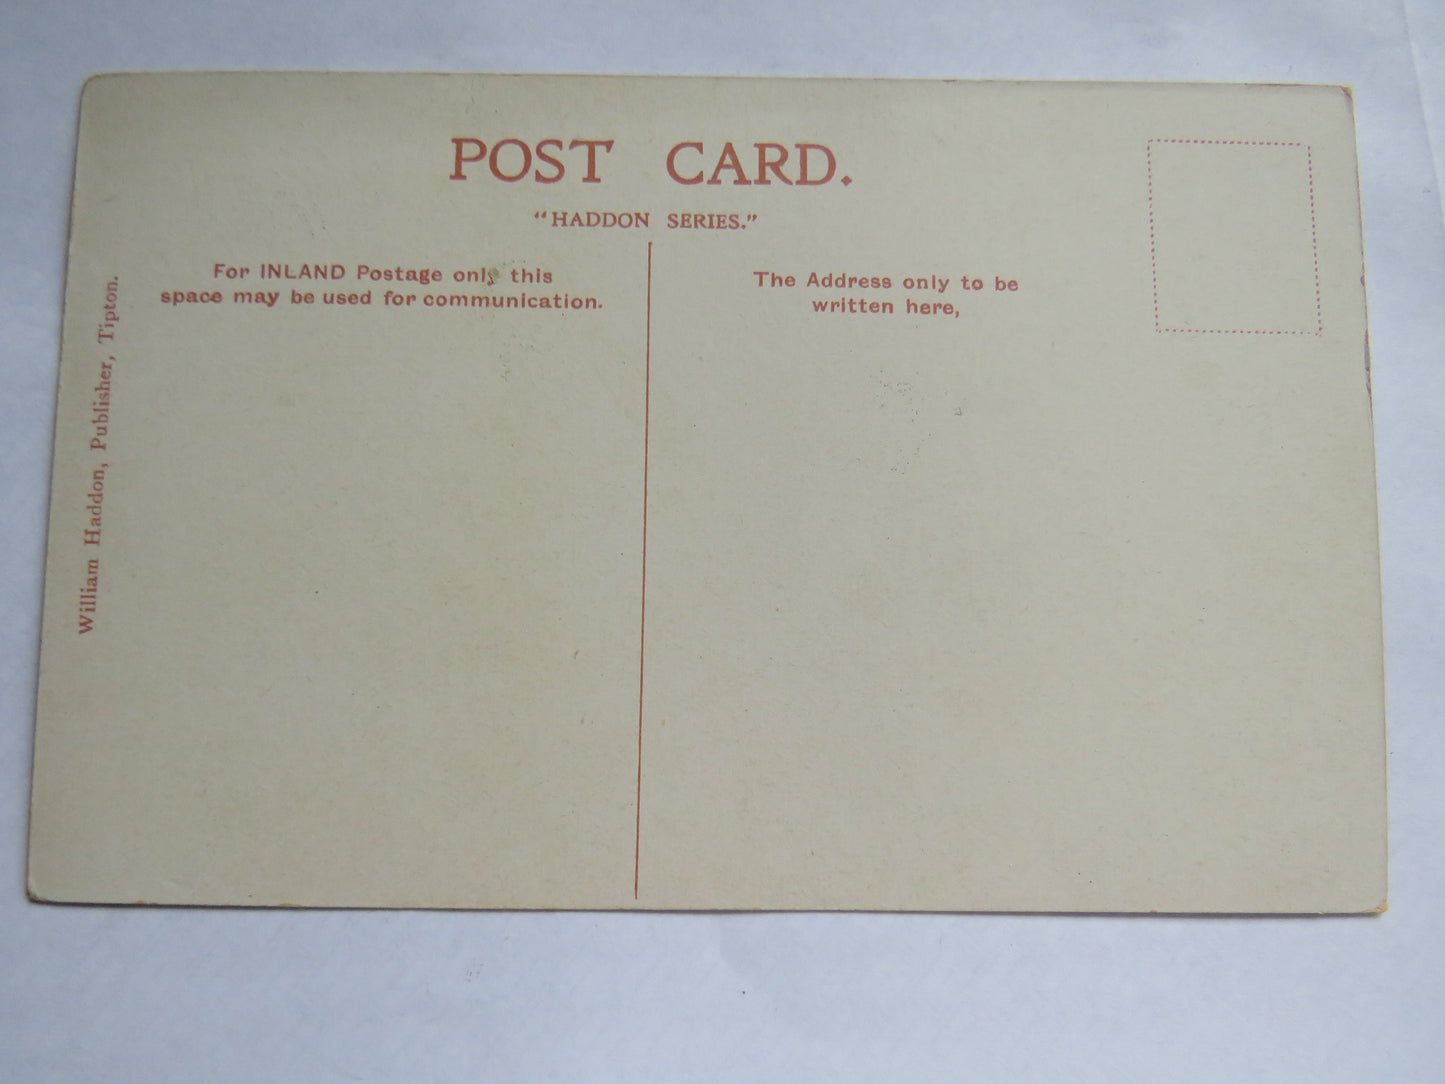 POST CARD.
"HADDON SERIES."
For INLAND Postage only this
space may be used for communication.
The Address only to be
written here,
William Haddon, Publisher, Tipton.